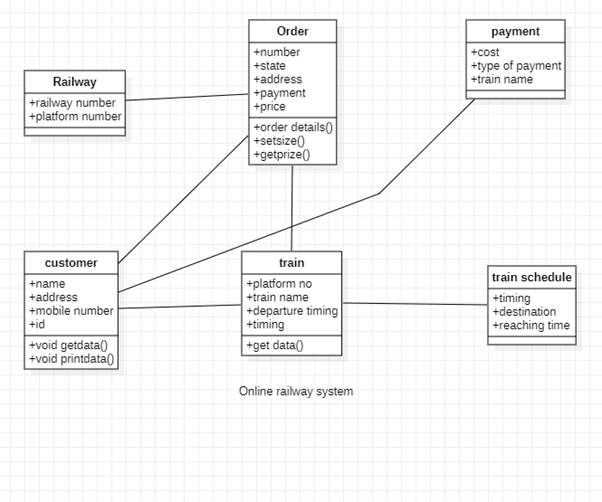 Order
+number
+state
+address
+payment
+price
+order details()
+setsize()
+getprize()
payment
+cost
+type of payment
+train name
Railway
+railway number
+platform number
customer
+name
+address
+mobile number
+id
+void getdata()
+void printdata()
train
+platform no
+train name
+departure timing
+timing
+get data()
train schedule
+timing
+destination
+reaching time
Online railway system